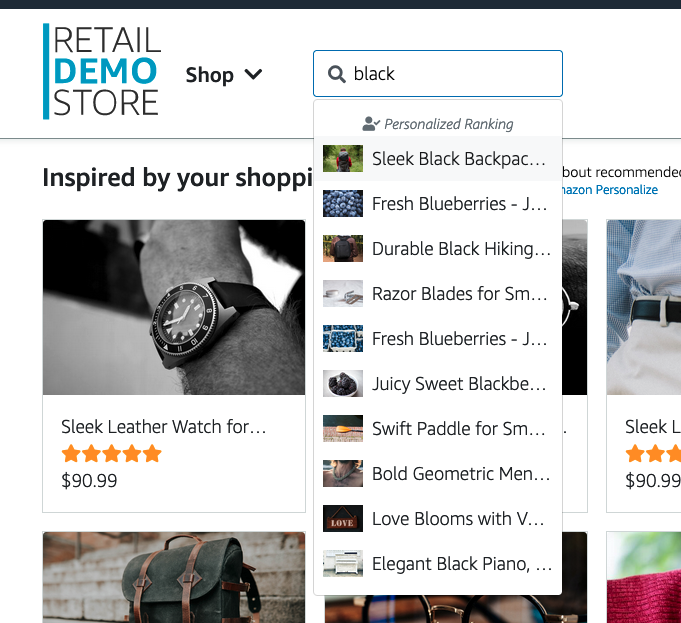 RETAIL
DEMO
STORE
Shop
black
Personalized Ranking
Sleek Black Backpac...
Fresh Blueberries - J...
Durable Black Hiking...
Razor Blades for Sm...
Fresh Blueberries - J...
Juicy Sweet Blackbe...
Swift Paddle for Sm...
Bold Geometric Men...
Love Blooms with V...
Elegant Black Piano, ...
LOVE
Inspired by your shoppi
bout recommended
mazon Personalize
Sleek Leather Watch for...
$90.99
Sleek L
$90.99